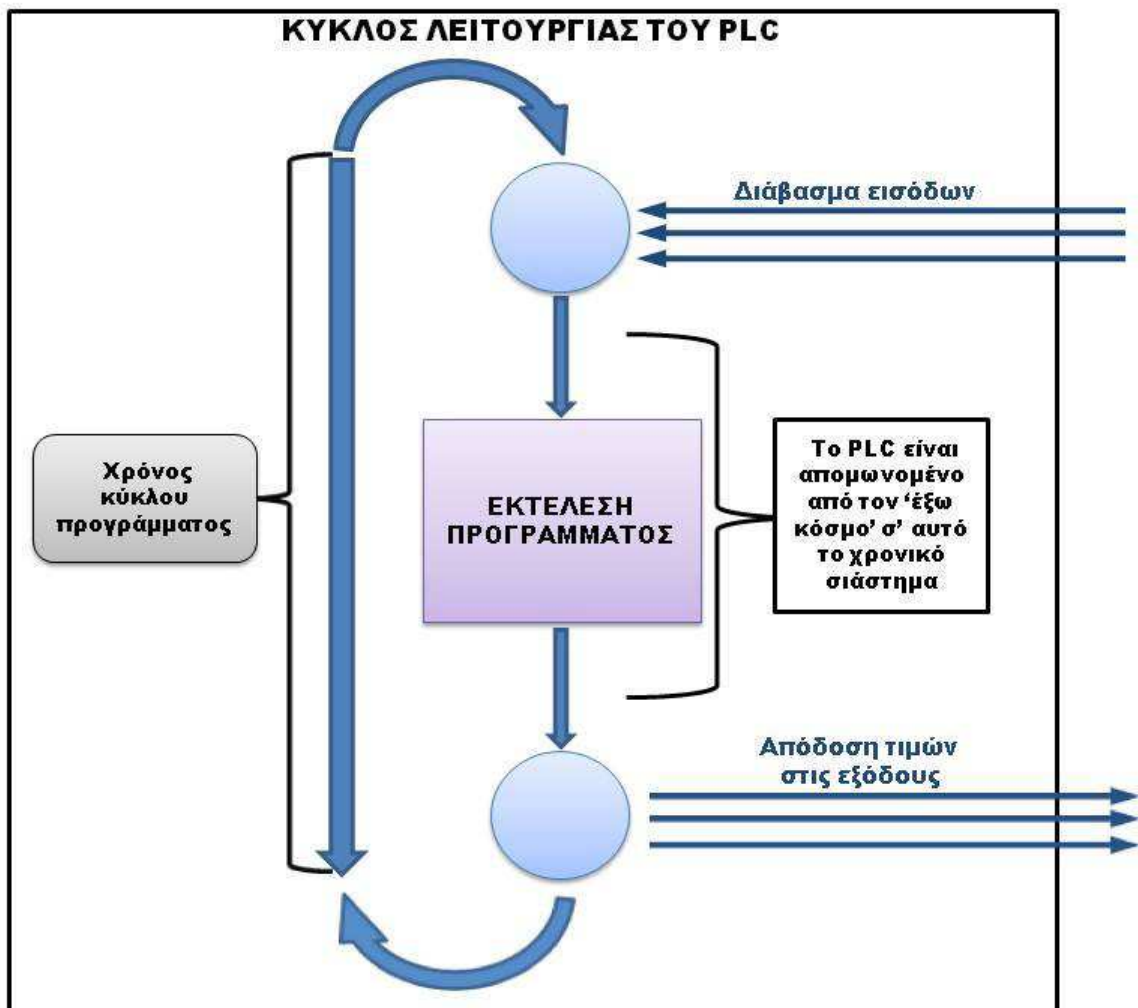 ΚΥΚΛΟΣ ΛΕΙΤΟΥΡΓΙΑΣ ΤΟΥ PLC
Διάβασμα εισόδων
Χρόνος
κύκλου
προγράμματος
ΕΚΤΕΛΕΣΗ
ΠΡΟΓΡΑΜΜΑΤΟΣ
Το PLC είναι
απομωνομένο
από τον ‘έξω
κόσμο’ σ’ αυτό
το χρονικό
σιάστημα
Απόδοση τιμών
στις εξόδους